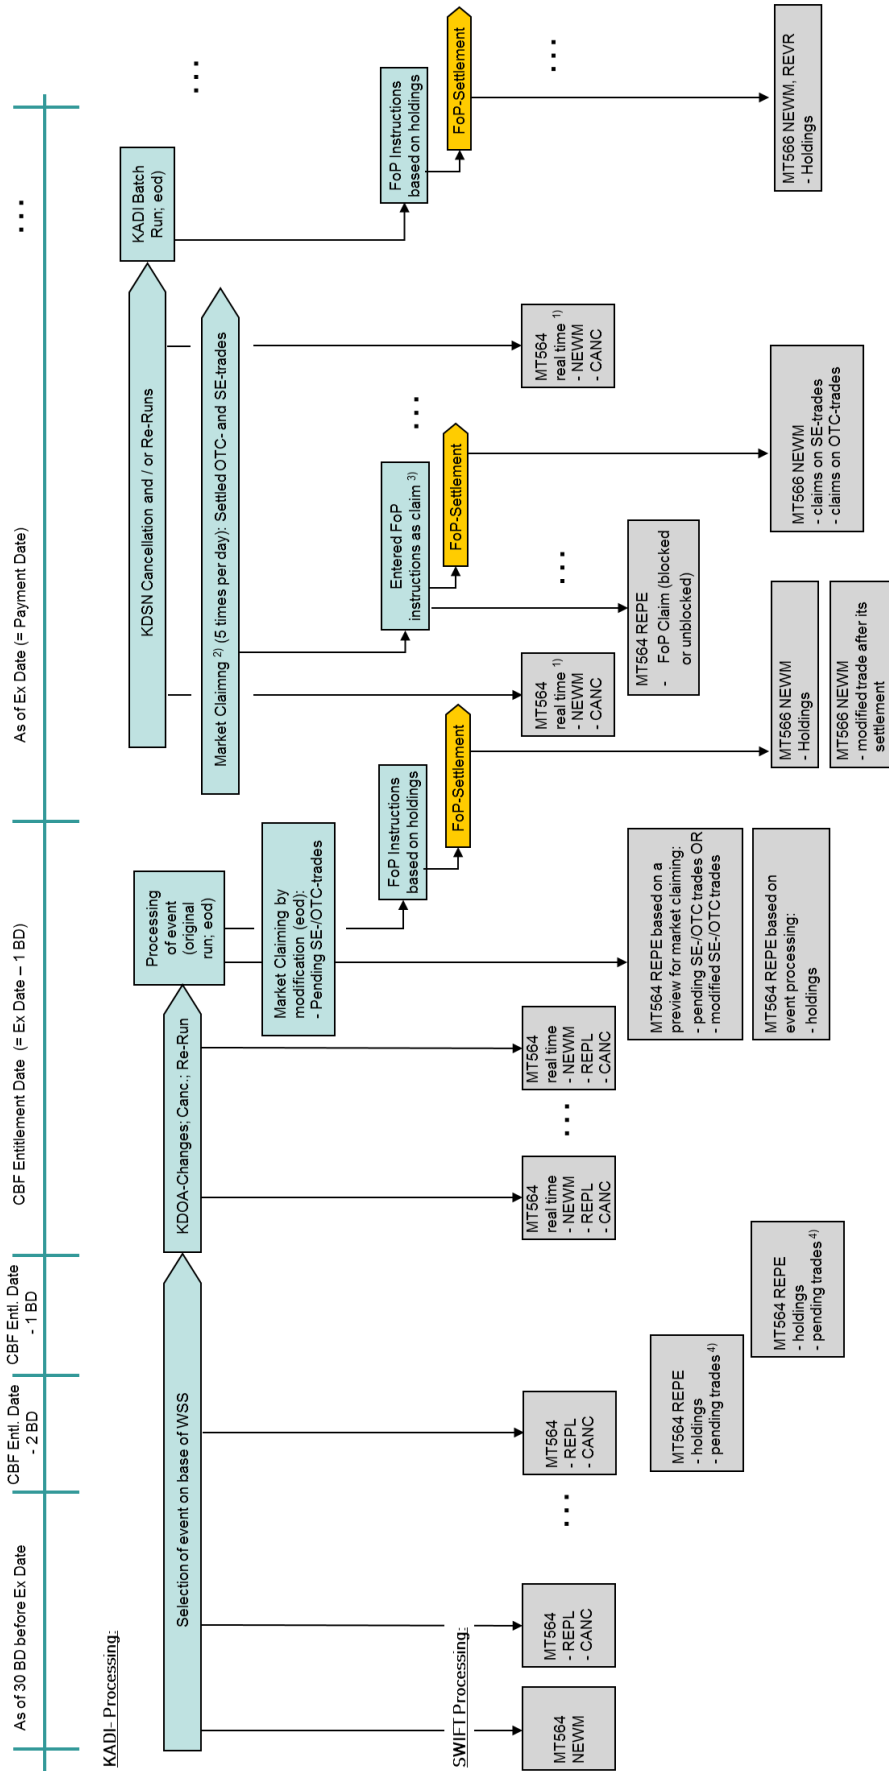 As of 30 BD before Ex Date
CBF Entl. Date
- 2 BD
CBF Entl. Date
- 1 BD
CBF Entitlement Date (= Ex Date – 1 BD)
As of Ex Date (= Payment Date)
...
KADI- Processing:
Selection of event on base of WSS
KDOA-Changes; Canc.; Re-Run
Processing
of event
(original
run; eod)
KDSN Cancellation and / or Re-Runs
KADI Batch
Run; eod)
...
Market Claimng 2) (5 times per day): Settled OTC- and SE-trades
Market Claiming by
modification (eod):
- Pending SE-/OTC-trades
FoP Instructions
based on holdings
Entered FoP
instructions as claim 3)
...
FoP Instructions
based on holdings
FoP-Settlement
FoP-Settlement
FoP-Settlement
SWIFT Processing:
MT564
NEWM
MT564
- REPL
- CANC
...
MT564
- REPL
- CANC
MT564
real time
- NEWM
- REPL
- CANC
...
MT564
real time
- NEWM
- REPL
- CANC
MT564
real time 1)
- NEWM
- CANC
...
MT564
real time 1)
- NEWM
- CANC
...
MT564 REPE
- holdings
- pending trades 4)
MT564 REPE based on a
preview for market claiming:
- pending SE-/OTC trades OR
- modified SE-/OTC trades
MT564 REPE
- FoP Claim (blocked
or unblocked)
MT564 REPE
- holdings
- pending trades 4)
MT564 REPE based on
event processing:
- holdings
MT566 NEWM
- Holdings
MT566 NEWM
- claims on SE-trades
- claims on OTC-trades
MT566 NEWM, REVR
- Holdings
MT566 NEWM
- modified trade after its
settlement